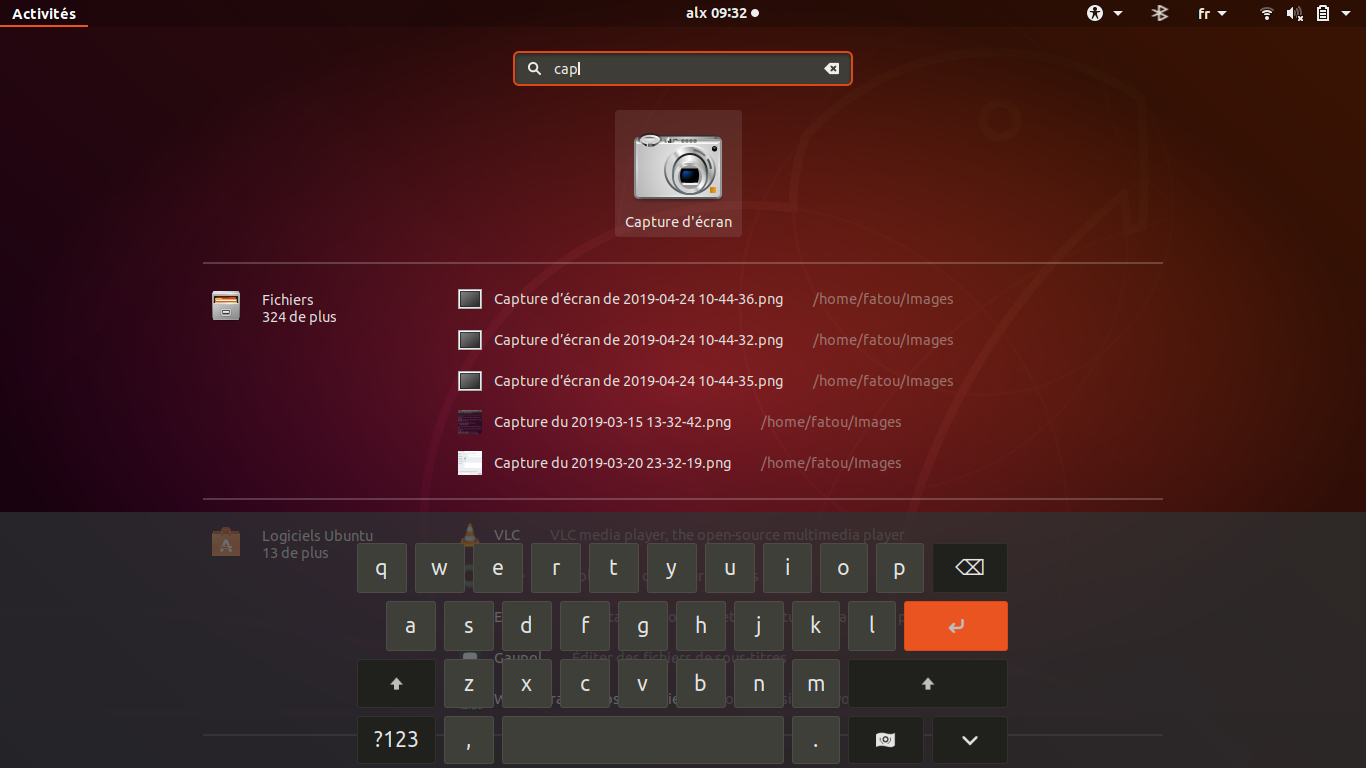 Activités
alx 09:32
fr
cap
Capture d'écran
Fichiers
324 de plus
Capture d’écran de 2019-04-24 10-44-36.png /home/fatou/Images
Capture d’écran de 2019-04-24 10-44-32.png /home/fatou/Images
Capture d’écran de 2019-04-24 10-44-35.png /home/fatou/Images
Capture du 2019-03-15 13-32-42.png /home/fatou/Images
Capture du 2019-03-20 23-32-19.png /home/fatou/Images
Logiciels Ubuntu
13 de plus
VLC VLC media player, the open-source multimedia player
Gaupol Éditer des fichiers de sous-titres
q w e r t y u i o p
a s d f g h j k l
z x c v b n m
?123 , .